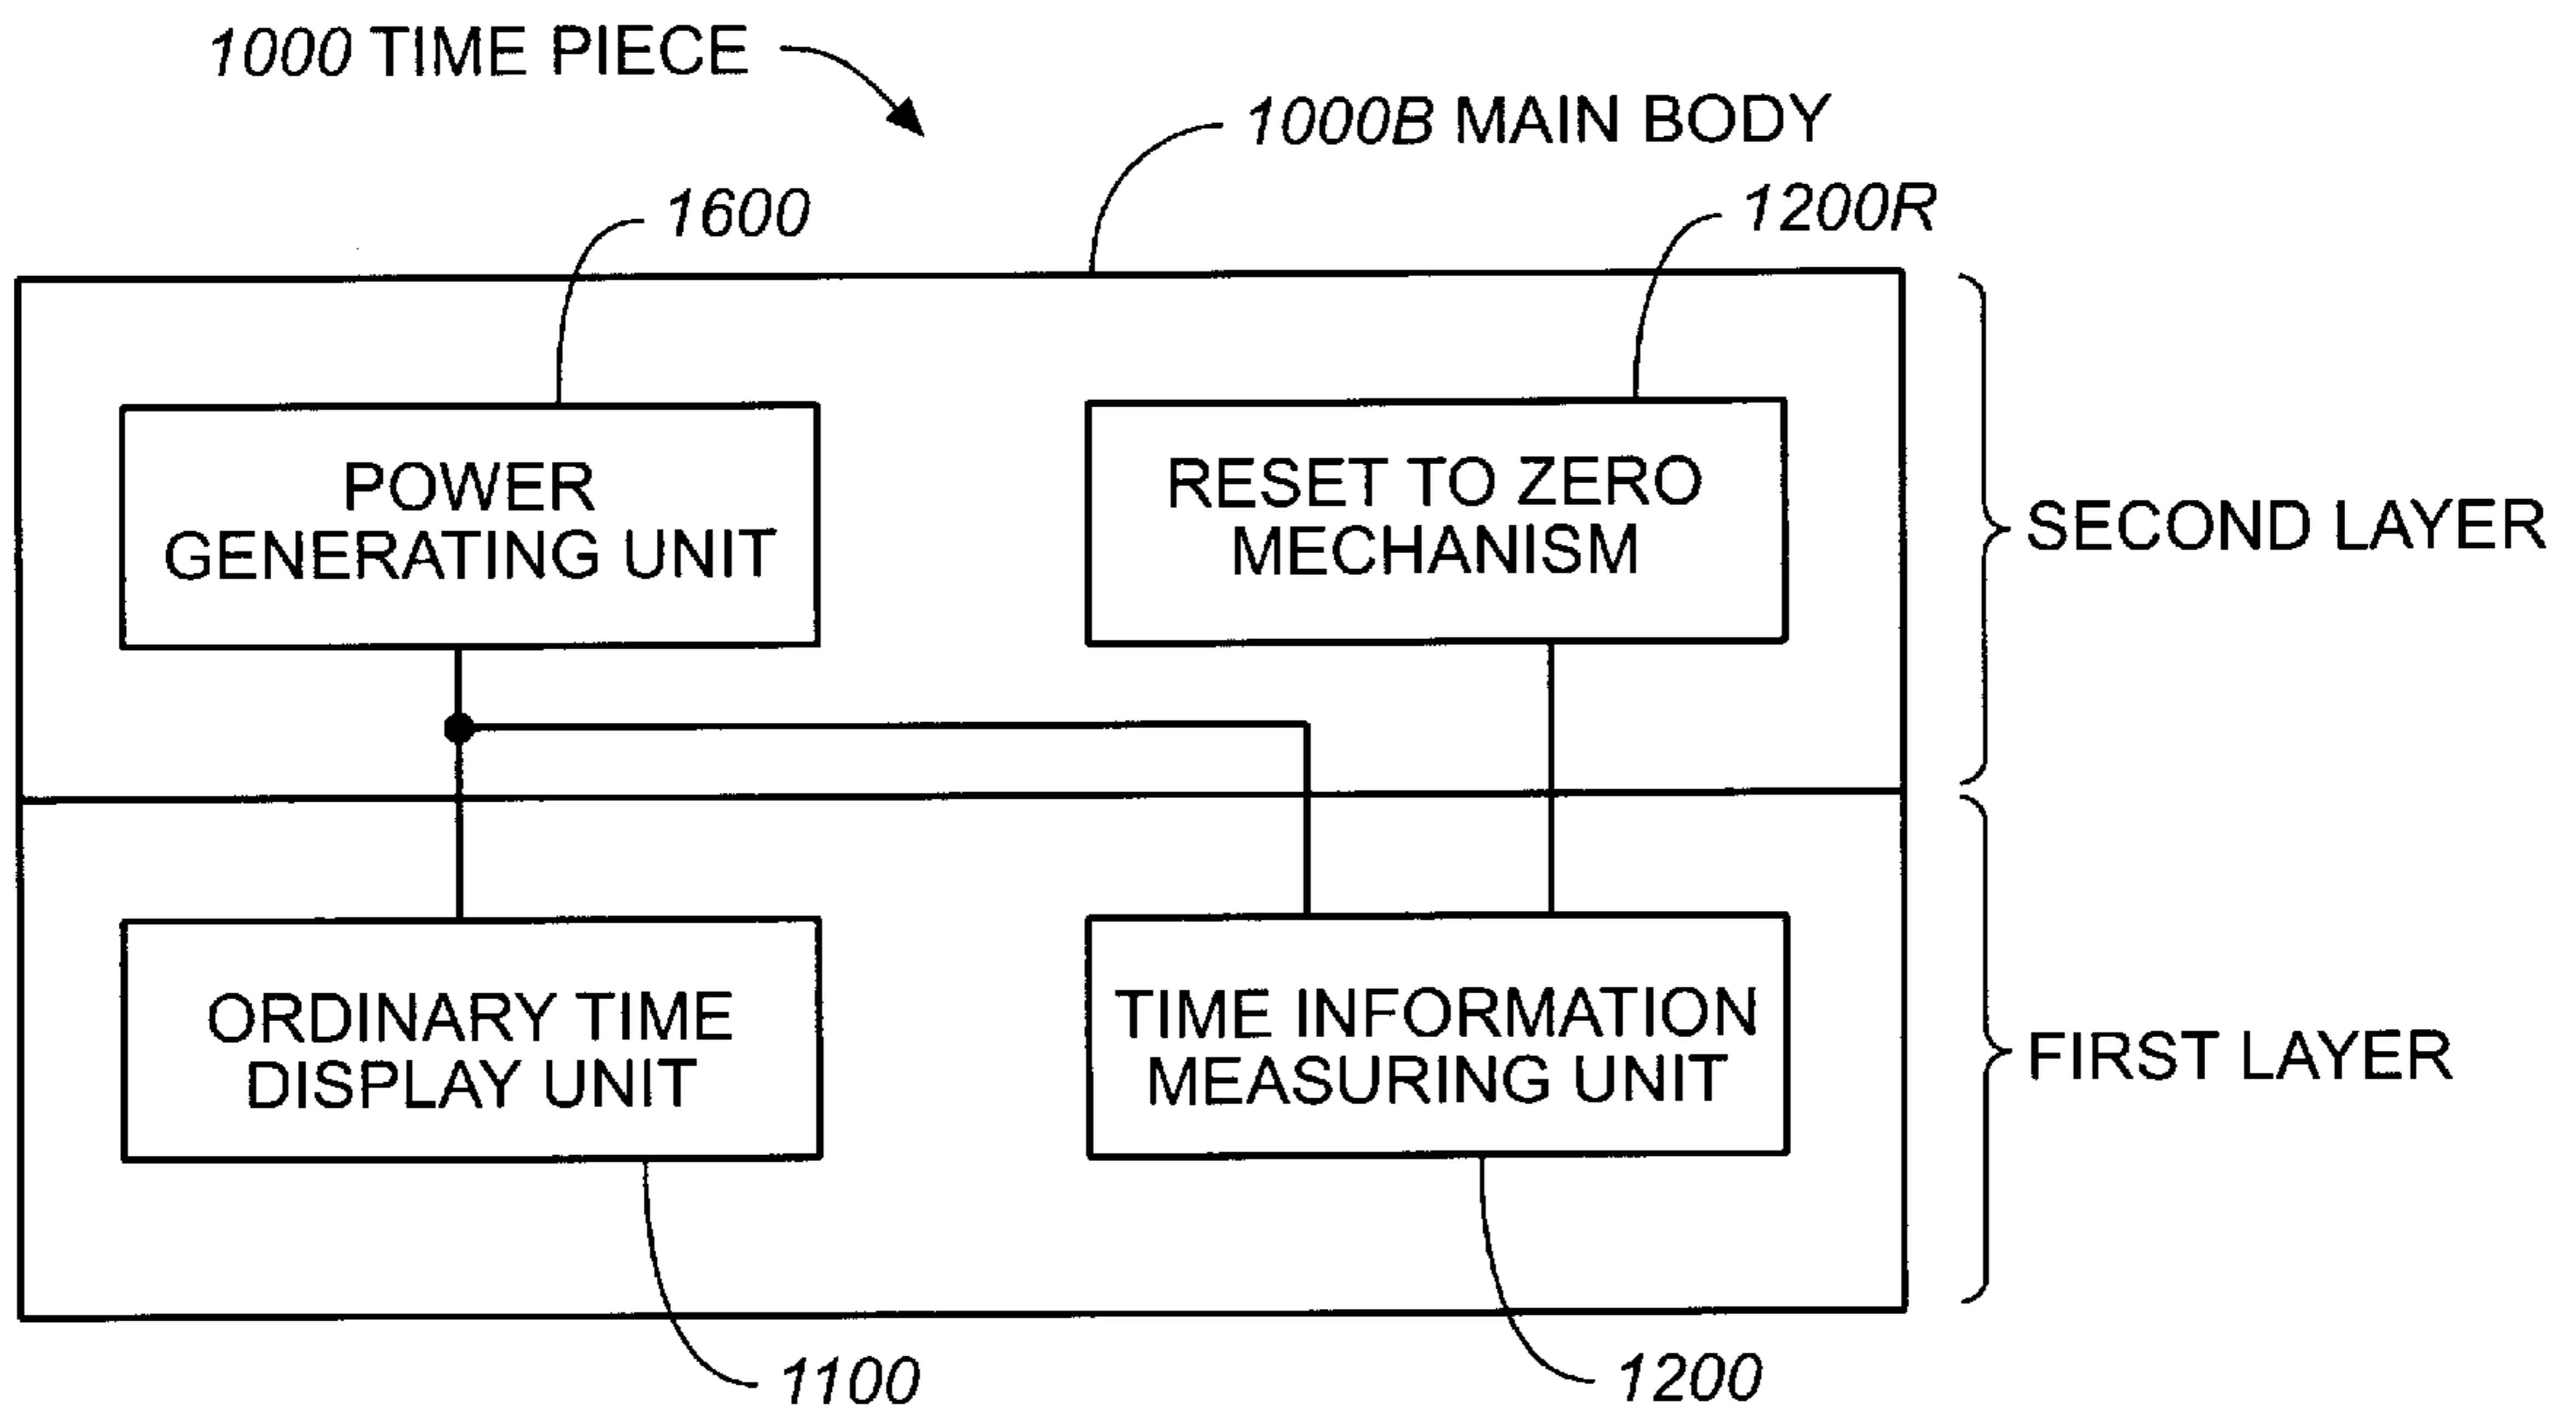 1000 TIME PIECE
1000B MAIN BODY
1600
1200R
POWER
GENERATING UNIT
RESET TO ZERO
MECHANISM
SECOND LAYER
ORDINARY TIME
DISPLAY UNIT
TIME INFORMATION
MEASURING UNIT
FIRST LAYER
1100
1200